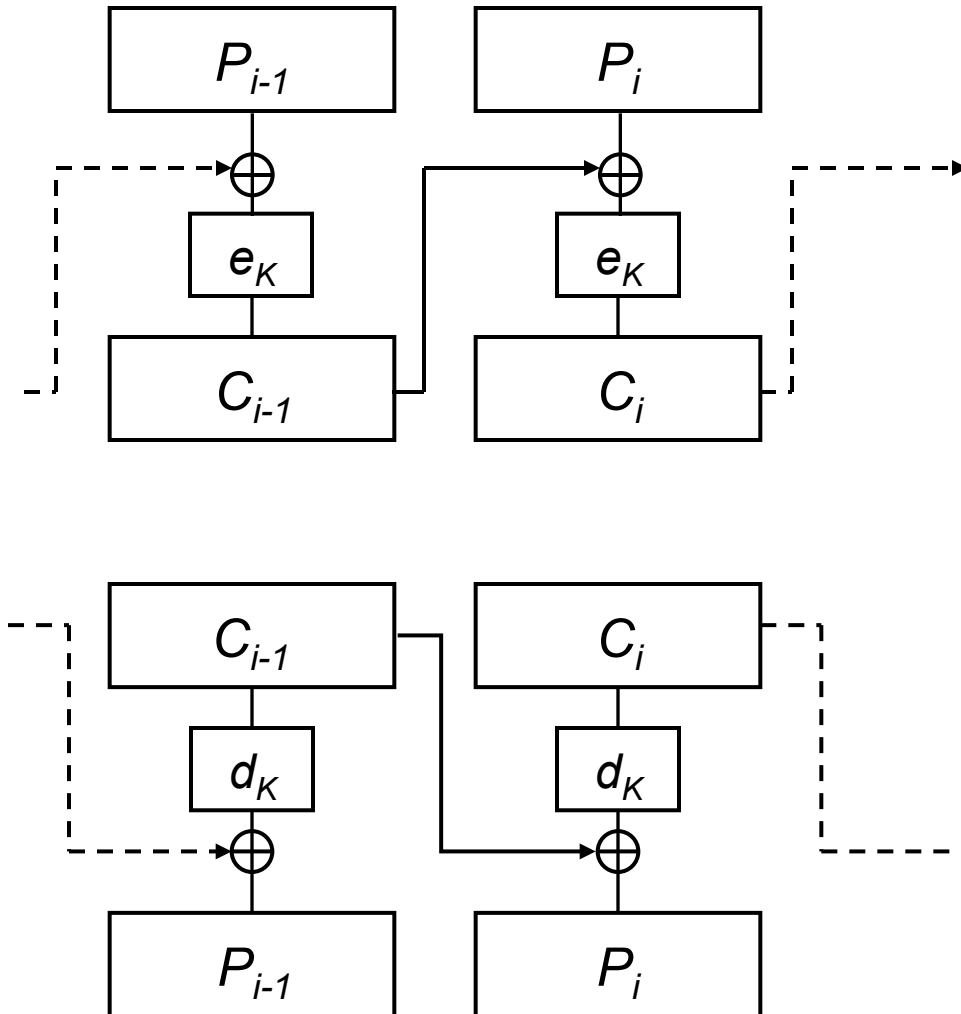 P_{i-1} P_i
e_K e_K
C_{i-1} C_i
C_{i-1} C_i
d_K d_K
P_{i-1} P_i